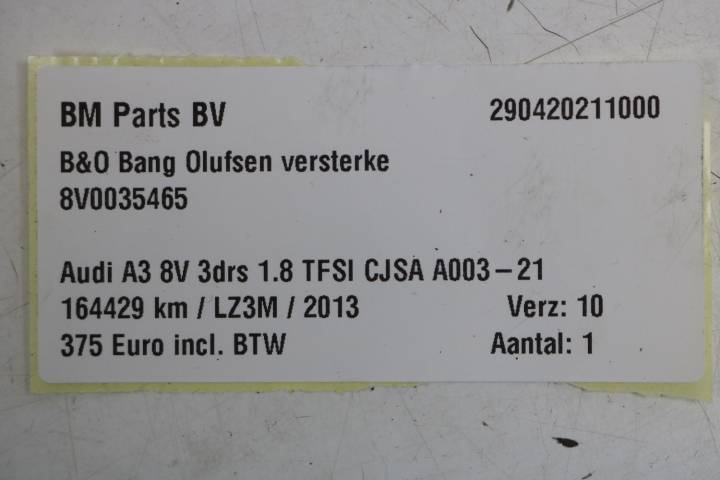 BM Parts BV 290420211000
B&O Bang Olufsen versterke
8V0035465
Audi A3 8V 3drs 1.8 TFSI CJSA A003-21
164429 km / LZ3M / 2013 Verz: 10
375 Euro incl. BTW Aantal: 1